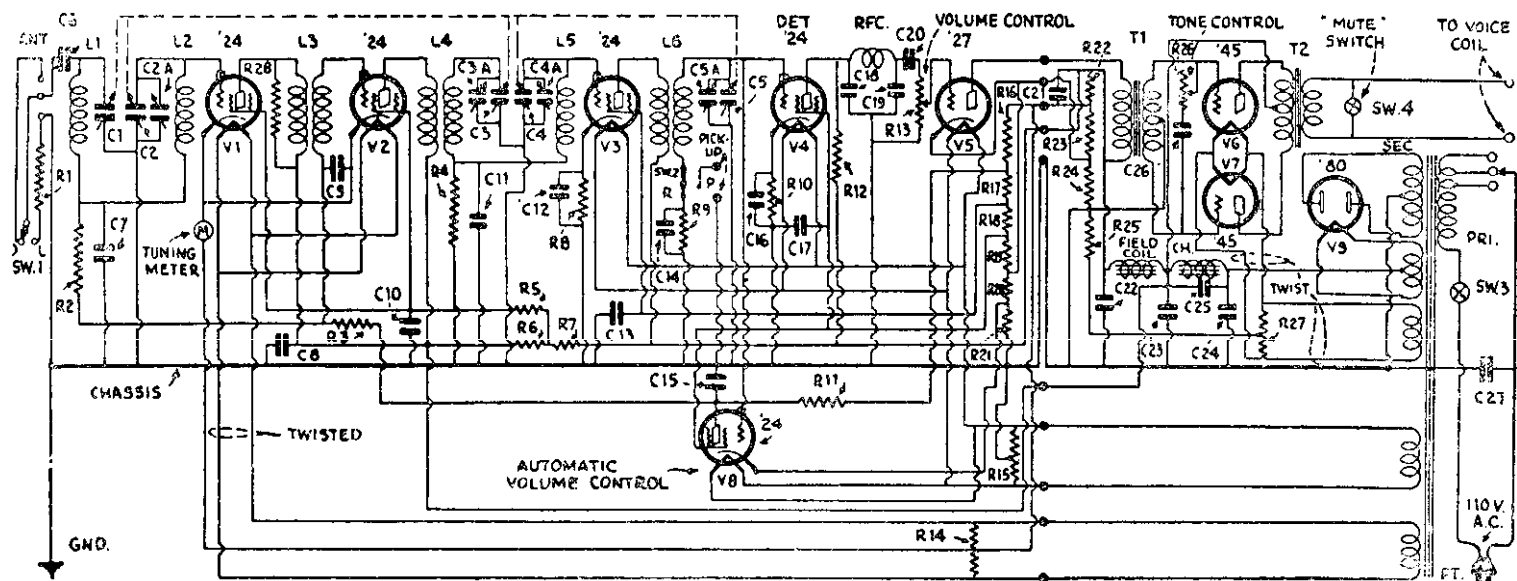 ANT
L1
L2
'24
R28
L3
'24
L4
C3A
C4A
L5
'24
L6
C5A
C5
DET
'24
RFC.
C20
VOLUME CONTROL
'27
R22
T1
TONE CONTROL
R26
'45
T2
"MUTE"
SWITCH
TO VOICE
COIL
C2A
C1
C2
V1
V2
C3
C4
V3
V4
C18
C19
R13
V5
R16
R23
C26
V6
V7
SW.4
SEC
'80
R1
C9
R4
C11
C12
R8
PICK-
UP
SW.2
R
P
R9
C14
R10
C16
C17
R12
R17
R18
R24
R25
45
FIELD
COIL
CH.
V9
PRI.
SW.1
C7
R2
TUNING
METER
M
C10
R5
R6
R7
C13
R3
C8
R21
C22
C23
C25
C24
TWIST
R27
SW.3
CHASSIS
C15
R11
C27
TWISTED
'24
AUTOMATIC
VOLUME CONTROL
V8
R15
GND.
R14
110 V.
A.C.
P.T.